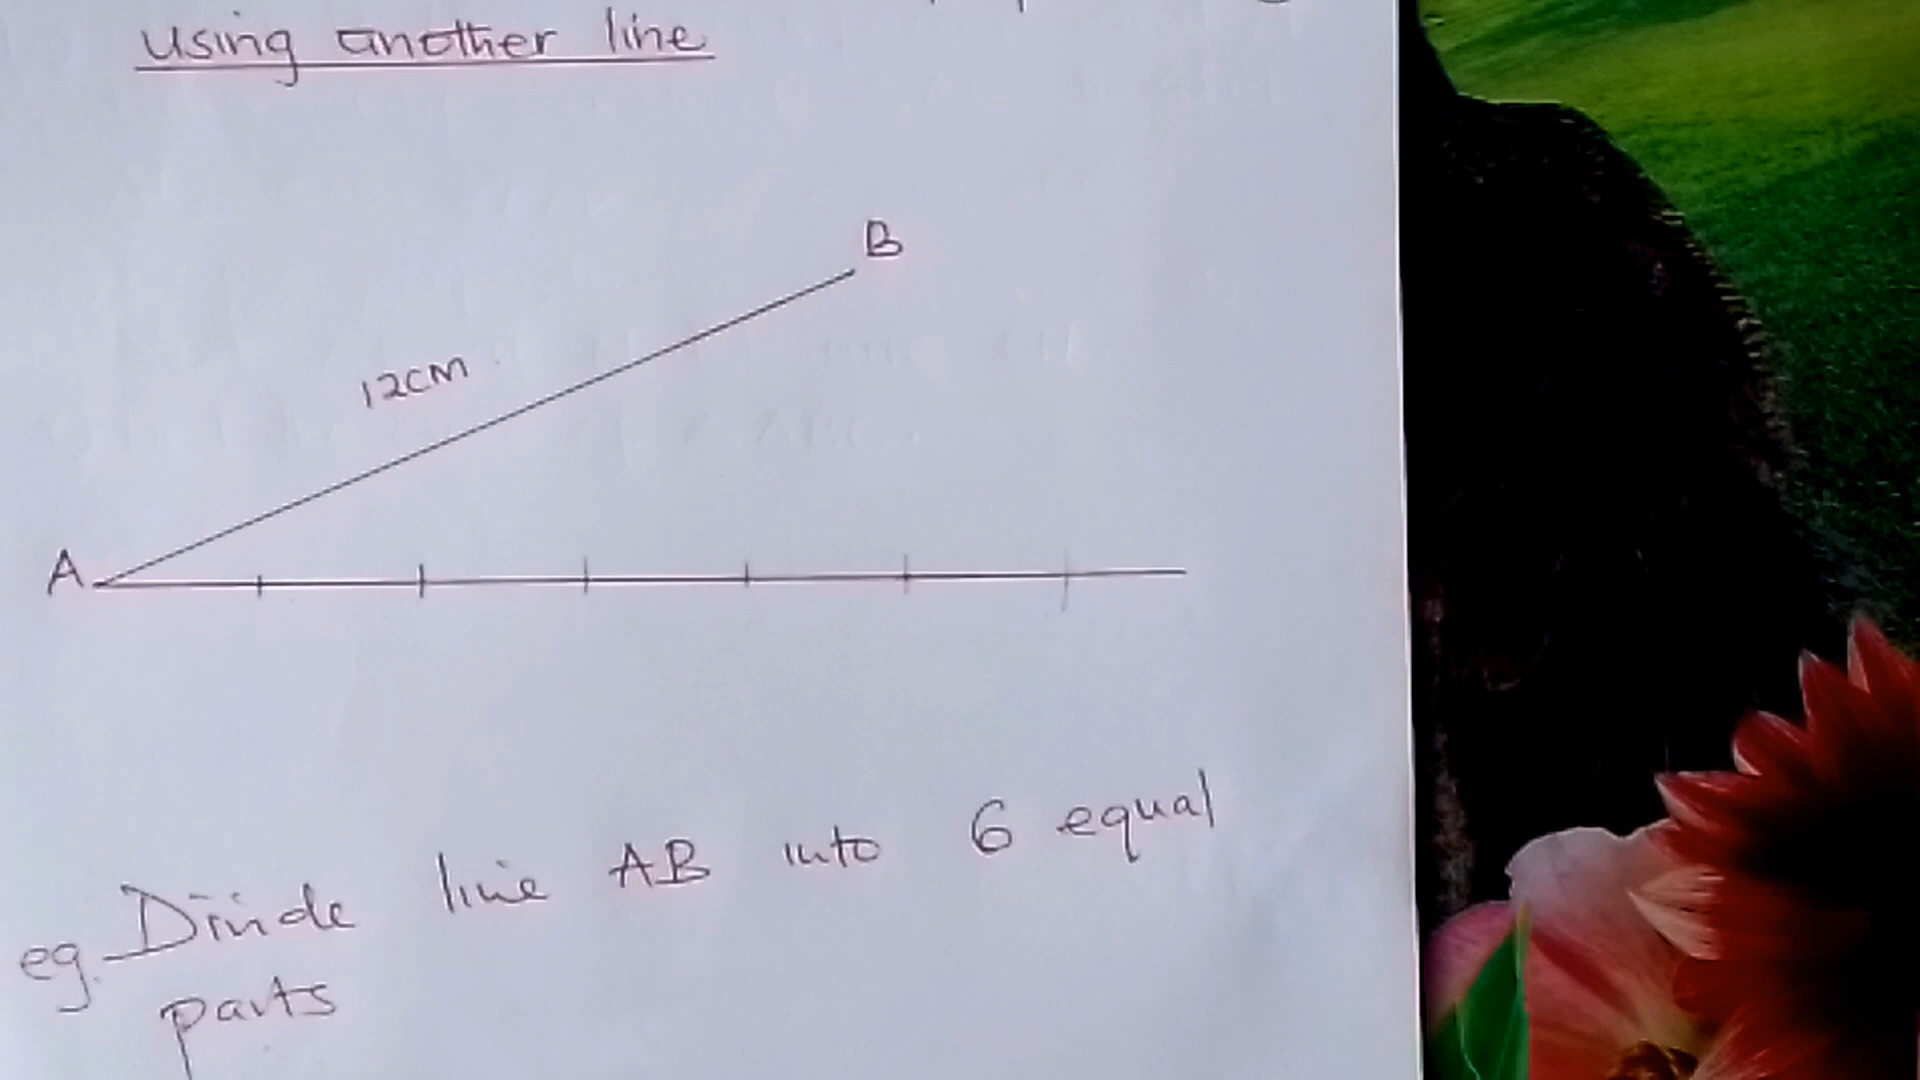 using another line
B
12cm
A
eg. Divide line AB into 6 equal
parts